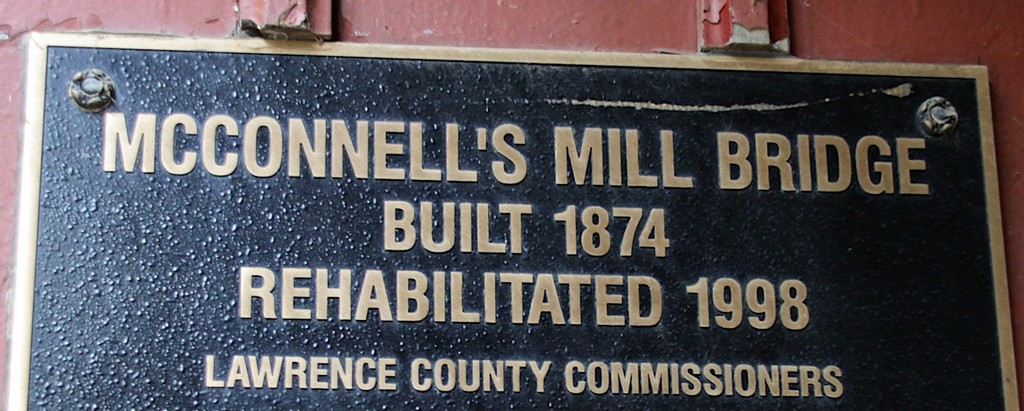 MCCONNELL'S MILL BRIDGE
BUILT 1874
REHABILITATED 1998
LAWRENCE COUNTY COMMISSIONERS